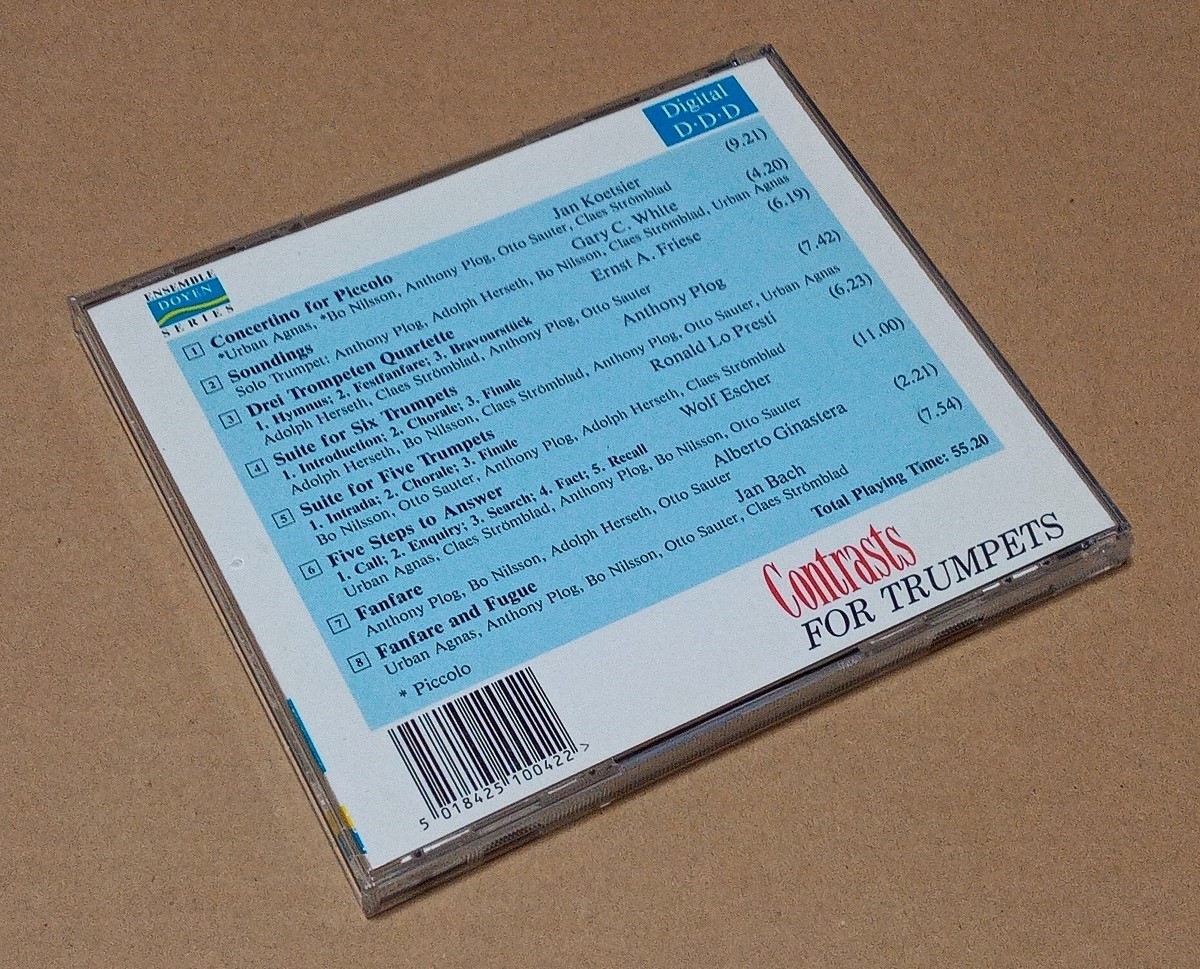 Digital
D·D·D
ENSEMBLE
DOYEN
SERIES
1 Concertino for Piccolo Jan Koetsier (9.21)
*Urban Agnas, *Bo Nilsson, Anthony Plog, Otto Sauter, Claes Strömblad
2 Soundings Gary C. White (4.20)
Solo Trumpet: Anthony Plog, Adolph Herseth, Bo Nilsson, Claes Strömblad, Urban Agnas
3 Drei Trompeten Quartette Ernst A. Friese (6.19)
1. Hymnus; 2. Festfanfare; 3. Bravourstück
Adolph Herseth, Claes Strömblad, Anthony Plog, Otto Sauter
4 Suite for Six Trumpets Anthony Plog (7.42)
1. Introduction; 2. Chorale; 3. Finale
Adolph Herseth, Bo Nilsson, Claes Strömblad, Anthony Plog, Otto Sauter, Urban Agnas
5 Suite for Five Trumpets Ronald Lo Presti (6.23)
1. Intrada; 2. Chorale; 3. Finale
Bo Nilsson, Otto Sauter, Anthony Plog, Adolph Herseth, Claes Strömblad
6 Five Steps to Answer Wolf Escher (11.00)
1. Call; 2. Enquiry; 3. Search; 4. Fact; 5. Recall
Urban Agnas, Claes Strömblad, Anthony Plog, Bo Nilsson, Otto Sauter
7 Fanfare Alberto Ginastera (2.21)
Anthony Plog, Bo Nilsson, Adolph Herseth, Otto Sauter
8 Fanfare and Fugue Jan Bach (7.54)
Urban Agnas, Anthony Plog, Bo Nilsson, Otto Sauter, Claes Strömblad
* Piccolo
Total Playing Time: 55.20
Contrasts
FOR TRUMPETS
5 018425 100422 >